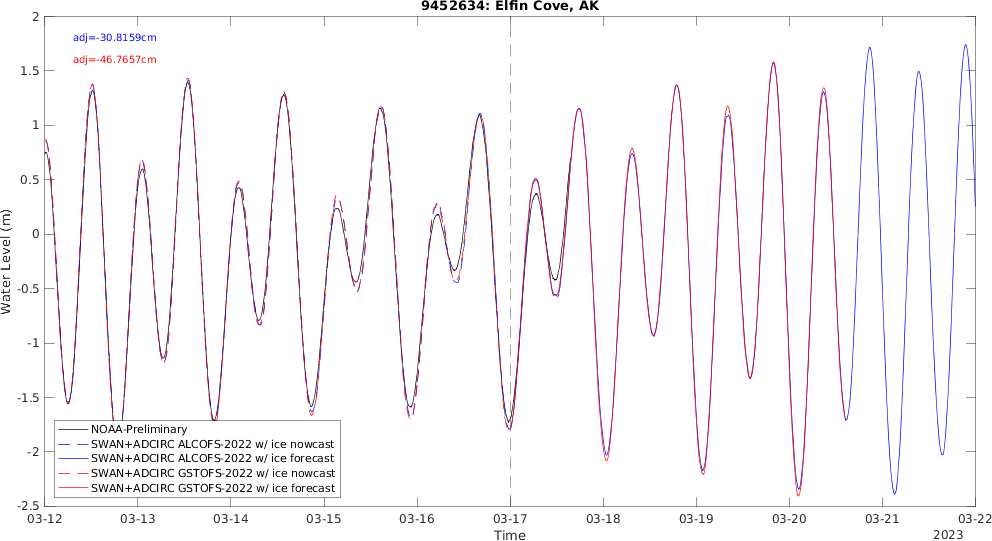 9452634: Elfin Cove, AK
adj=-30.8159cm
adj=-46.7657cm
2
1.5
1
0.5
0
-0.5
-1
-1.5
-2
-2.5
Water Level (m)
NOAA-Preliminary
SWAN+ADCIRC ALCOFS-2022 w/ ice nowcast
SWAN+ADCIRC ALCOFS-2022 w/ ice forecast
SWAN+ADCIRC GSTOFS-2022 w/ ice nowcast
SWAN+ADCIRC GSTOFS-2022 w/ ice forecast
03-12 03-13 03-14 03-15 03-16 03-17 03-18 03-19 03-20 03-21 03-22
Time
2023